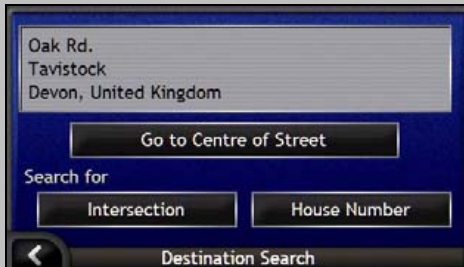 Oak Rd.
Tavistock
Devon, United Kingdom
Go to Centre of Street
Search for
Intersection House Number
Destination Search